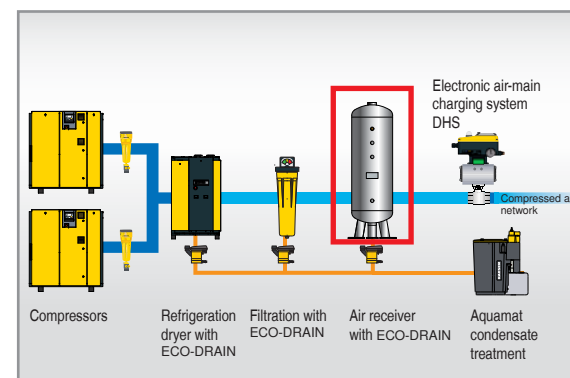 Electronic air-main
charging system
DHS
Compressed a
network
Compressors
Refrigeration
dryer with
ECO-DRAIN
Filtration with
ECO-DRAIN
Air receiver
with ECO-DRAIN
Aquamat
condensate
treatment